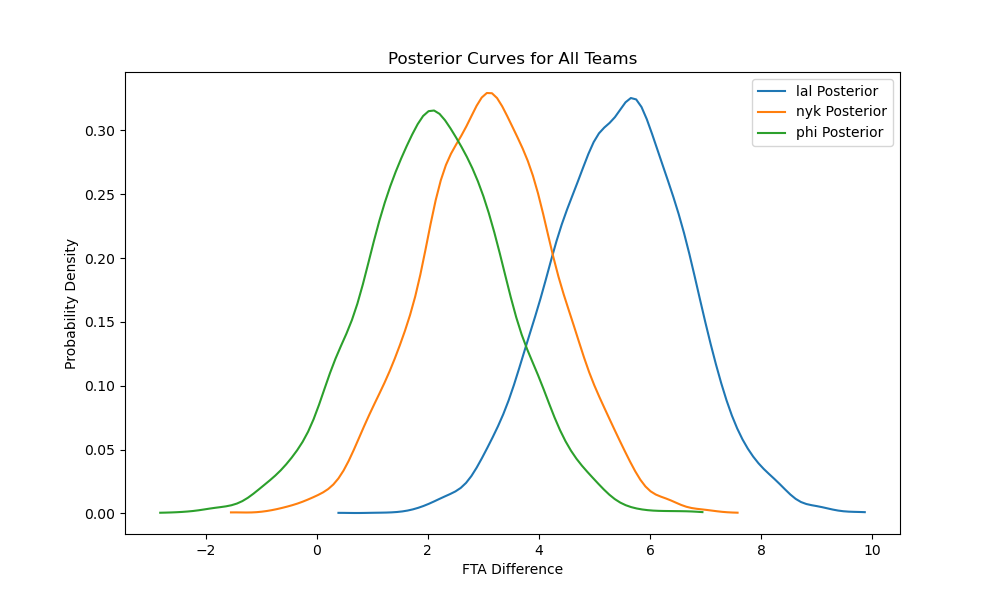 Posterior Curves for All Teams
lal Posterior
nyk Posterior
phi Posterior
Probability Density
0.30
0.25
0.20
0.15
0.10
0.05
0.00
−2
0
2
4
6
8
10
FTA Difference